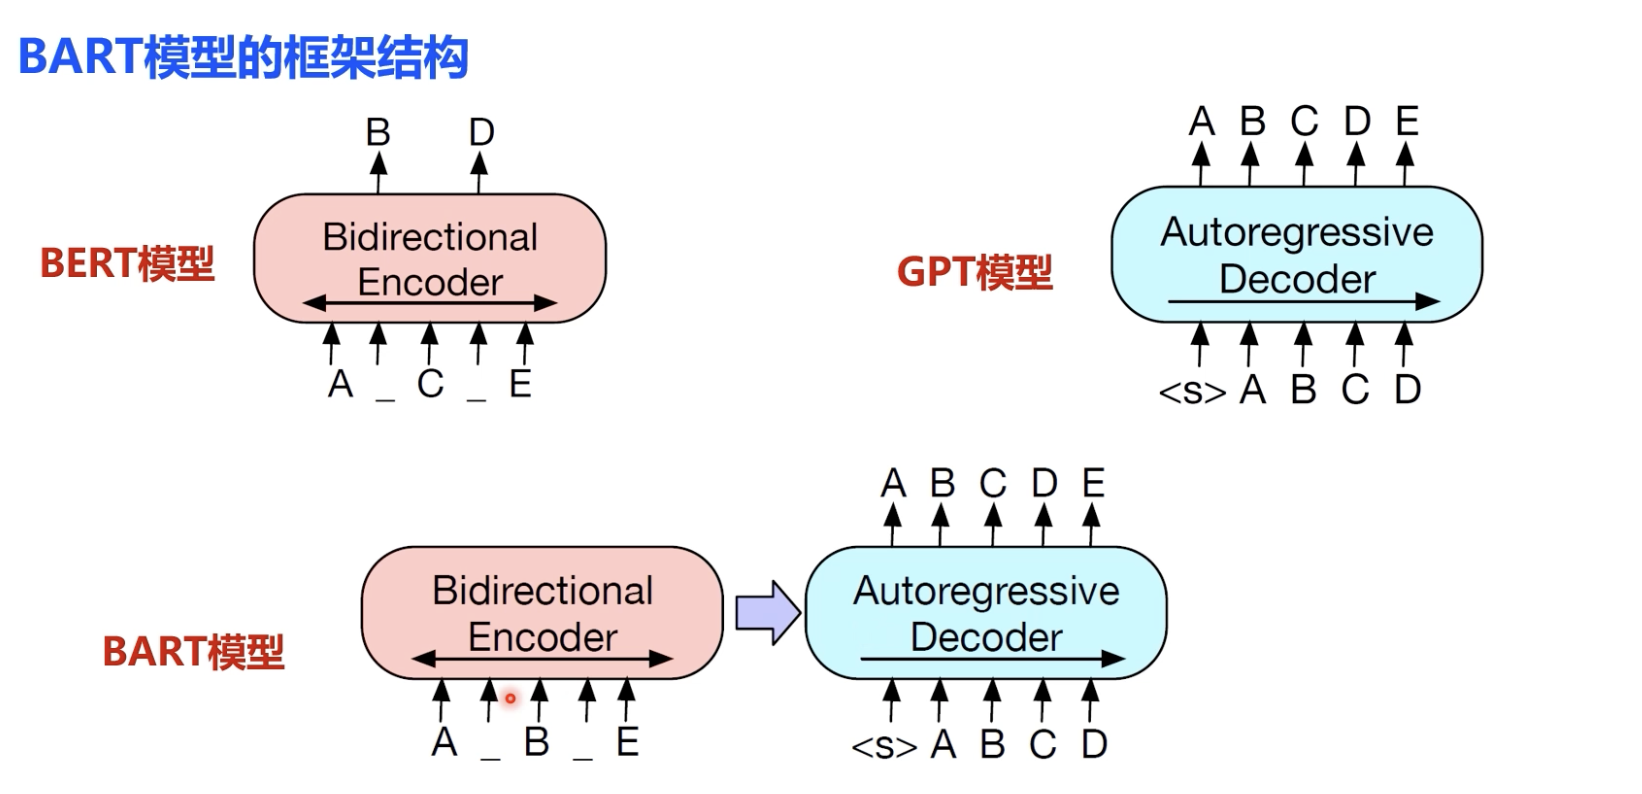 BART模型的框架结构
B D
Bidirectional
Encoder
BERT模型
A _ C _ E
A B C D E
Autoregressive
Decoder
GPT模型
<s> A B C D
Bidirectional
Encoder
BART模型
A _ B _ E
A B C D E
Autoregressive
Decoder
<s> A B C D